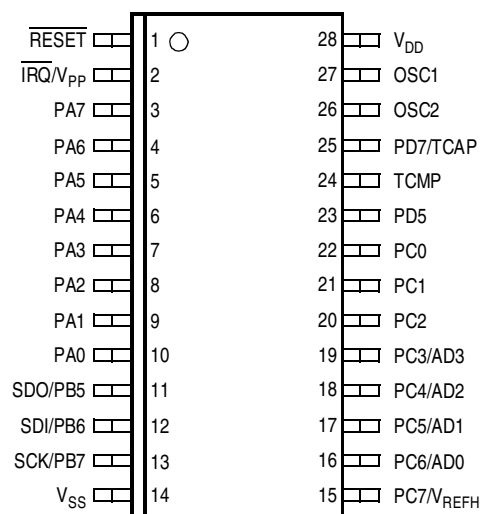 RESET 1 28 VDD
IRQ/VPP 2 27 OSC1
PA7 3 26 OSC2
PA6 4 25 PD7/TCAP
PA5 5 24 TCMP
PA4 6 23 PD5
PA3 7 22 PC0
PA2 8 21 PC1
PA1 9 20 PC2
PA0 10 19 PC3/AD3
SDO/PB5 11 18 PC4/AD2
SDI/PB6 12 17 PC5/AD1
SCK/PB7 13 16 PC6/AD0
VSS 14 15 PC7/VREFH